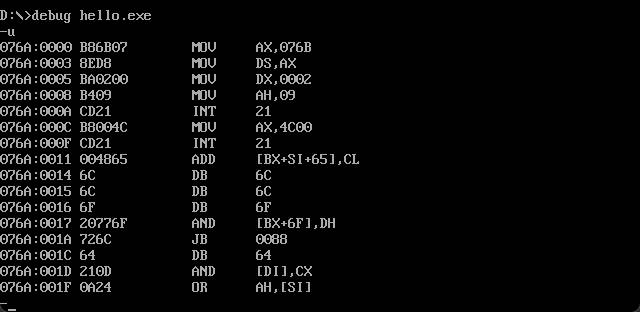 D:\>debug hello.exe
-u
076A:0000 B86B07 MOV AX,076B
076A:0003 8ED8 MOV DS,AX
076A:0005 BA0200 MOV DX,0002
076A:0008 B409 MOV AH,09
076A:000A CD21 INT 21
076A:000C B8004C MOV AX,4C00
076A:000F CD21 INT 21
076A:0011 004865 ADD [BX+SI+65],CL
076A:0014 6C DB 6C
076A:0015 6C DB 6C
076A:0016 6F DB 6F
076A:0017 20776F AND [BX+6F],DH
076A:001A 726C JB 0088
076A:001C 64 DB 64
076A:001D 210D AND [DI],CX
076A:001F 0A24 OR AH,[SI]
-_